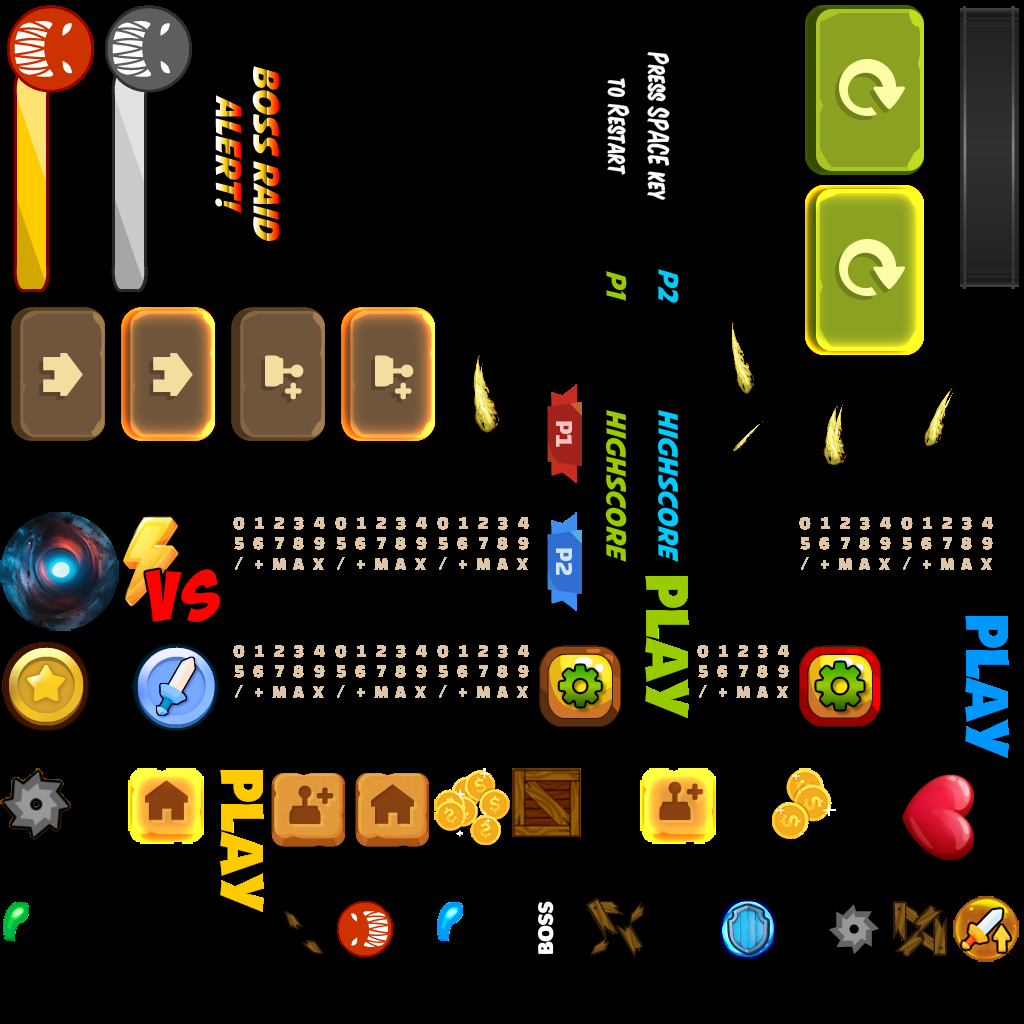 BOSS RAID
ALERT!
PRESS SPACE KEY
TO RESTART
P1
P2
P1
HIGHSCORE
HIGHSCORE
P2
VS
0 1 2 3 4 0 1 2 3 4 0 1 2 3 4
5 6 7 8 9 5 6 7 8 9 5 6 7 8 9
/ + M A X / + M A X / + M A X
0 1 2 3 4 0 1 2 3 4
5 6 7 8 9 5 6 7 8 9
/ + M A X / + M A X
PLAY
PLAY
0 1 2 3 4 0 1 2 3 4 0 1 2 3 4
5 6 7 8 9 5 6 7 8 9 5 6 7 8 9
/ + M A X / + M A X / + M A X
0 1 2 3 4
5 6 7 8 9
/ + M A X
PLAY
BOSS